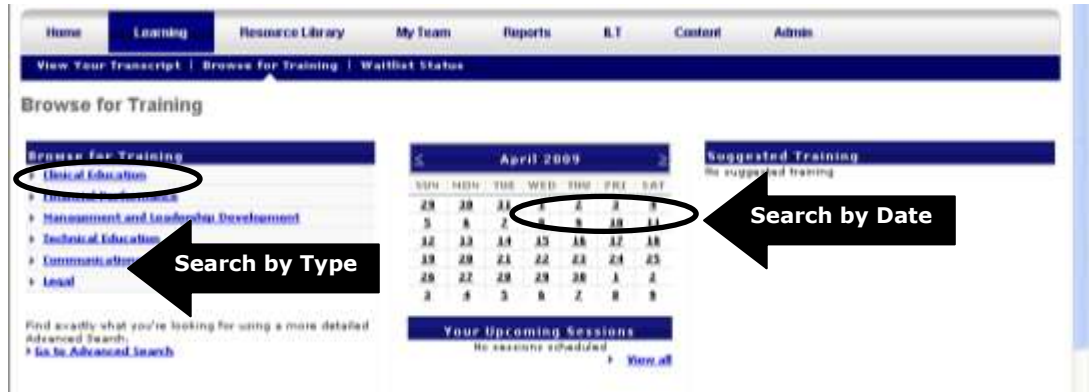 Home Learning Resource Library My Team Reports ILT Content Admin
View Your Transcript | Browse for Training | Waitlist Status
Browse for Training
Browse for Training
Clinical Education
Financial Performance
Management and Leadership Development
Technical Education
Communications
Legal
Search by Type
Find exactly what you're looking for using a more detailed
Advanced Search.
Go to Advanced Search
April 2009
SUN MON TUE WED THU FRI SAT
29 30 31 1 2 3 4
5 6 7 8 9 10 11
12 13 14 15 16 17 18
19 20 21 22 23 24 25
26 27 28 29 30 1 2
3 4 5 6 7 8 9
Your Upcoming Sessions
No sessions scheduled
View all
Suggested Training
No suggested training
Search by Date